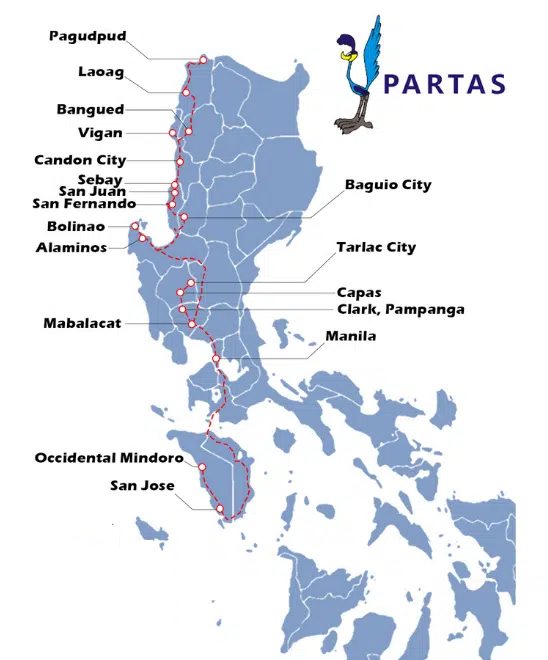 Pagudpud
PARTAS
Laoag
Bangued
Vigan
Candon City
Sebay
San Juan
Baguio City
San Fernando
Bolinao
Alaminos
Tarlac City
Capas
Clark, Pampanga
Mabalacat
Manila
Occidental Mindoro
San Jose